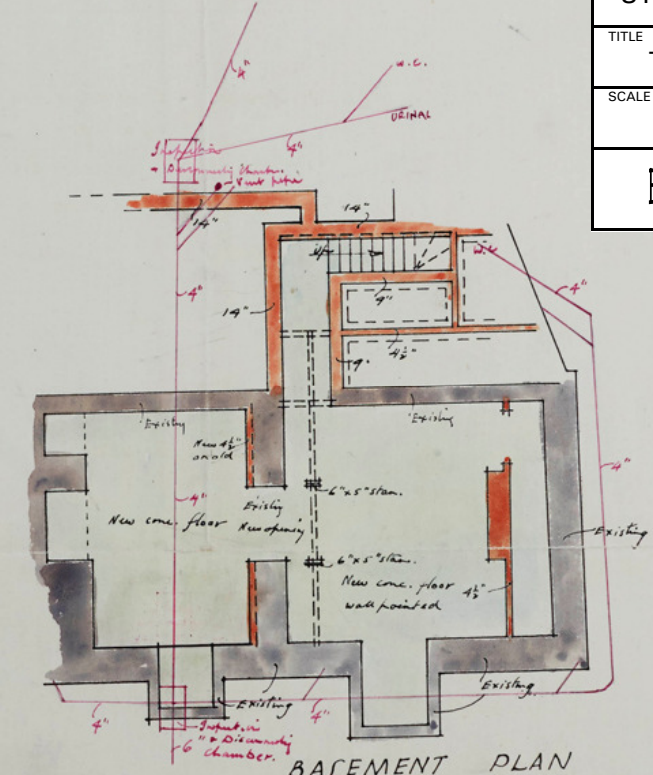 TITLE
SCALE
4"
W.C.
URINAL
4"
Inspection
+ Disconnecting Chamber.
Vent pipe
14"
14"
Up
W.C.
4"
4"
9"
14"
4½"
9"
Existing
Existing
New 4½"
on old
4"
4"
6" x 5" stan.
Existing
New opening
New conc. floor
Existing
6" x 5" stan.
New conc. floor
wall pointed
4½"
Existing
Existing
4"
4"
Inspection
6" + Disconnecting
Chamber.
BASEMENT PLAN